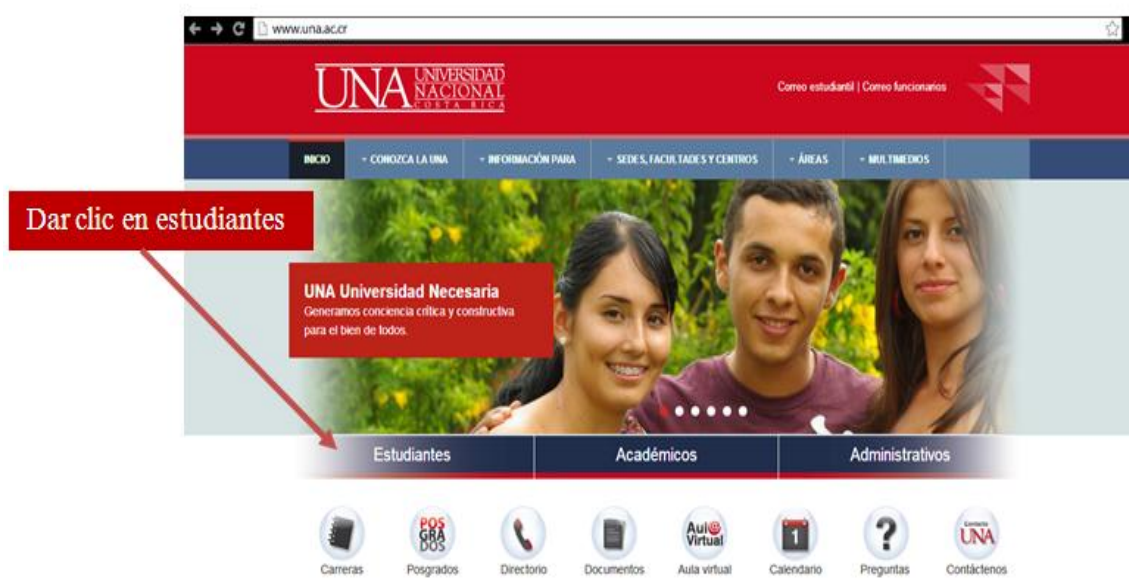 www.una.ac.cr
UNA UNIVERSIDAD
NACIONAL
COSTA RICA
Correo estudiantil | Correo funcionarios
INICIO CONOZCA LA UNA INFORMACIÓN PARA SEDES, FACULTADES Y CENTROS ÁREAS MULTIMEDIOS
Dar clic en estudiantes
UNA Universidad Necesaria
Generamos conciencia crítica y constructiva
para el bien de todos.
Estudiantes Académicos Administrativos
POS
GRA
DOS
Aul@
Virtual
1
?
Contacto
UNA
Carreras Posgrados Directorio Documentos Aula virtual Calendario Preguntas Contáctenos